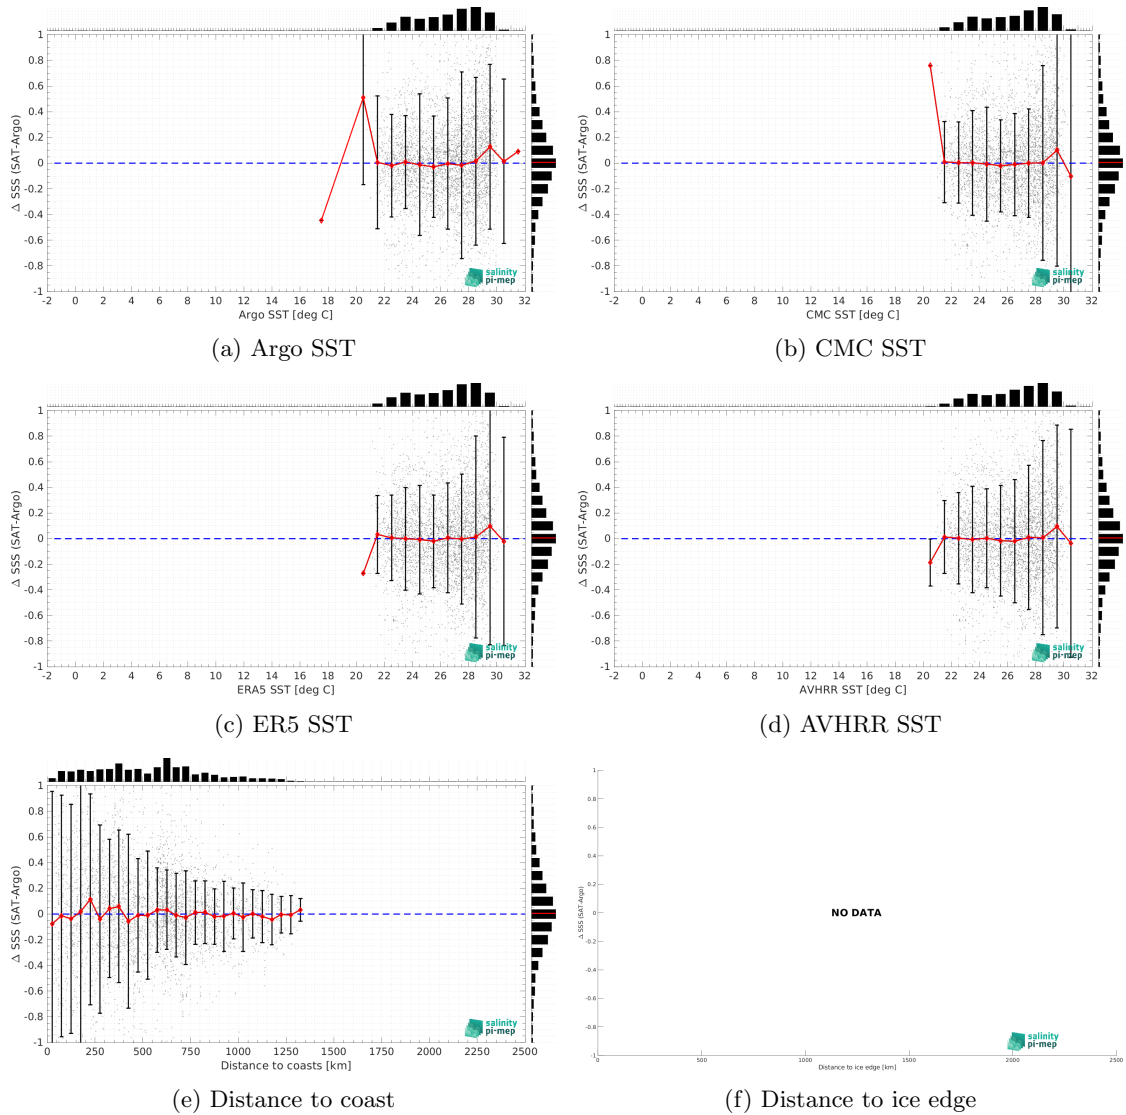 1
0.8
0.6
0.4
0.2
0
-0.2
-0.4
-0.6
-0.8
-1
Δ SSS (SAT-Argo)
-2 0 2 4 6 8 10 12 14 16 18 20 22 24 26 28 30 32
Argo SST [deg C]
salinity
pi-mep
(a) Argo SST
1
0.8
0.6
0.4
0.2
0
-0.2
-0.4
-0.6
-0.8
-1
Δ SSS (SAT-Argo)
-2 0 2 4 6 8 10 12 14 16 18 20 22 24 26 28 30 32
CMC SST [deg C]
salinity
pi-mep
(b) CMC SST
1
0.8
0.6
0.4
0.2
0
-0.2
-0.4
-0.6
-0.8
-1
Δ SSS (SAT-Argo)
-2 0 2 4 6 8 10 12 14 16 18 20 22 24 26 28 30 32
ERA5 SST [deg C]
salinity
pi-mep
(c) ER5 SST
1
0.8
0.6
0.4
0.2
0
-0.2
-0.4
-0.6
-0.8
-1
Δ SSS (SAT-Argo)
-2 0 2 4 6 8 10 12 14 16 18 20 22 24 26 28 30 32
AVHRR SST [deg C]
salinity
pi-mep
(d) AVHRR SST
1
0.8
0.6
0.4
0.2
0
-0.2
-0.4
-0.6
-0.8
-1
Δ SSS (SAT-Argo)
0 250 500 750 1000 1250 1500 1750 2000 2250 2500
Distance to coasts [km]
salinity
pi-mep
(e) Distance to coast
1
0.8
0.6
0.4
0.2
0
-0.2
-0.4
-0.6
-0.8
-1
Δ SSS (SAT-Argo)
NO DATA
0 500 1000 1500 2000 2500
Distance to ice edge [km]
salinity
pi-mep
(f) Distance to ice edge